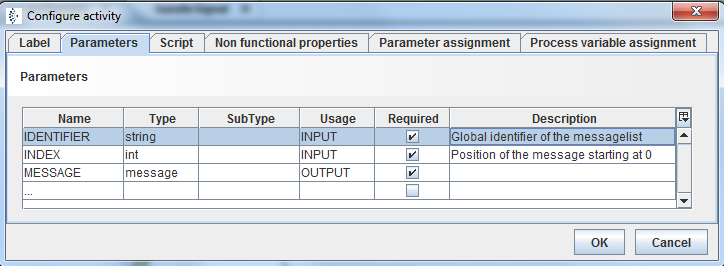 Configure activity
Label Parameters Script Non functional properties Parameter assignment Process variable assignment
Parameters
Name Type SubType Usage Required Description
IDENTIFIER string INPUT Global identifier of the messagelist
INDEX int INPUT Position of the message starting at 0
MESSAGE message OUTPUT
...
OK Cancel